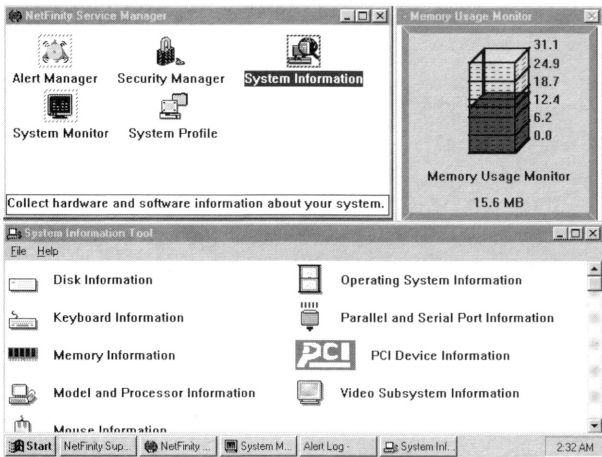 NetFinity Service Manager
Alert Manager
Security Manager
System Information
System Monitor
System Profile
Collect hardware and software information about your system.
- Memory Usage Monitor
31.1
24.9
18.7
12.4
6.2
0.0
Memory Usage Monitor
15.6 MB
System Information Tool
File Help
Disk Information
Operating System Information
Keyboard Information
Parallel and Serial Port Information
Memory Information
PCI
PCI Device Information
Model and Processor Information
Video Subsystem Information
Mouse Information
Start
NetFinity Sup...
NetFinity ...
System M...
Alert Log -
System Inf...
2:32 AM